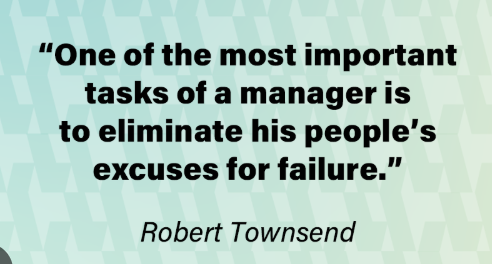 “One of the most important
tasks of a manager is
to eliminate his people’s
excuses for failure.”
Robert Townsend